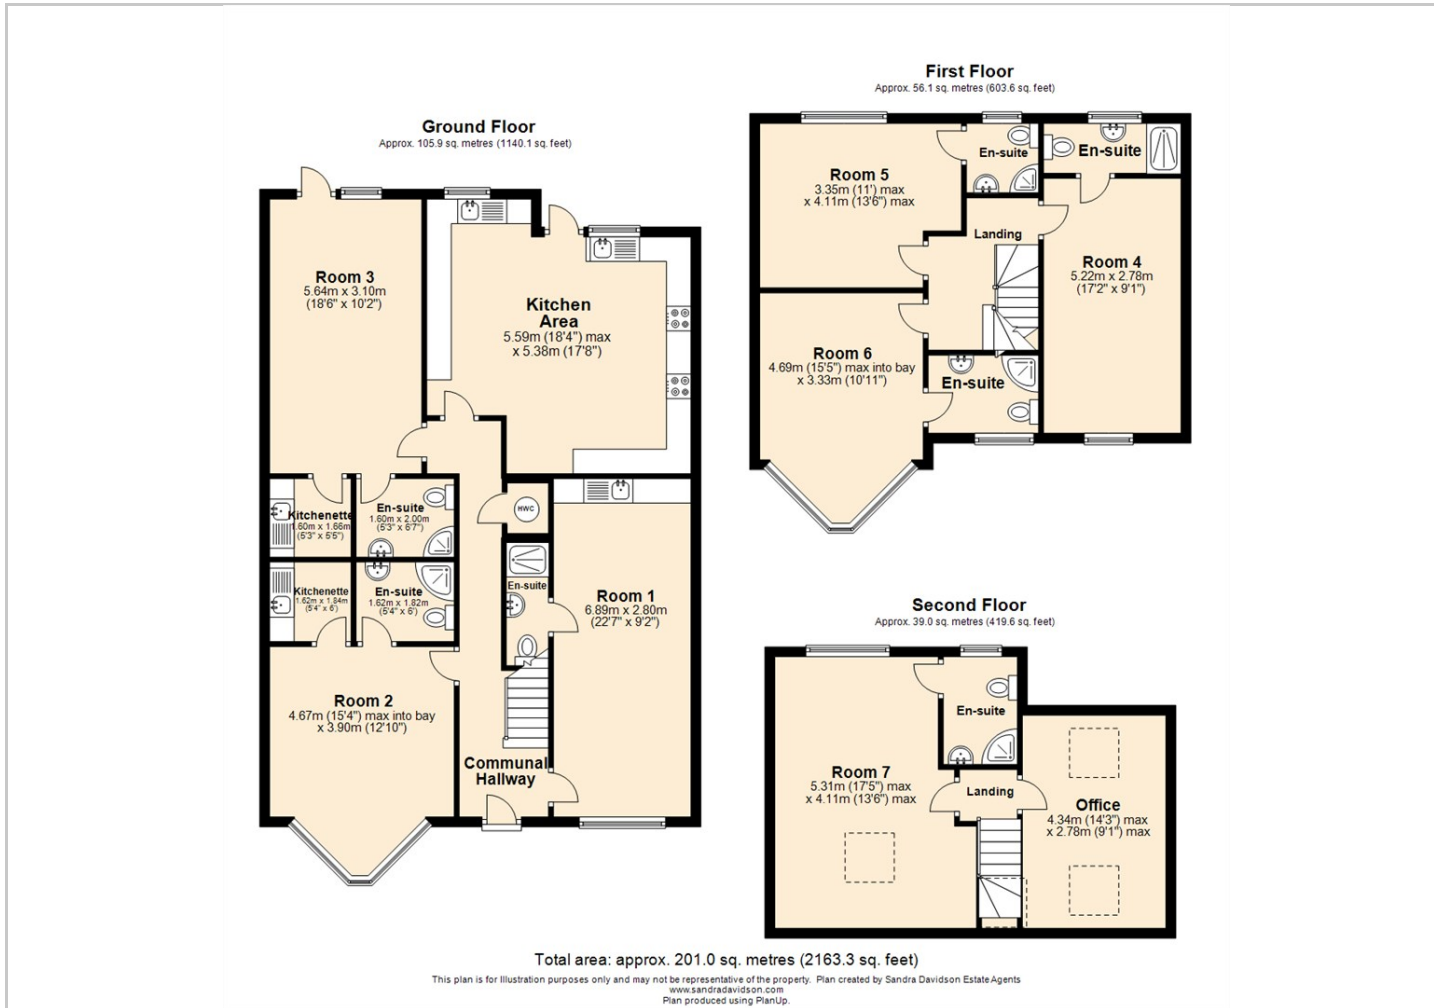 Ground Floor
Approx. 105.9 sq. metres (1140.1 sq. feet)
Room 3
5.64m x 3.10m
(18'6" x 10'2")
Kitchen
Area
5.59m (18'4") max
x 5.38m (17'8")
Kitchenette
1.60m x 1.66m
(5'3" x 5'5")
En-suite
1.60m x 2.00m
(5'3" x 6'7")
HWC
Kitchenette
1.62m x 1.84m
(5'4" x 6')
En-suite
1.62m x 1.82m
(5'4" x 6')
En-suite
Room 1
6.89m x 2.80m
(22'7" x 9'2")
Room 2
4.67m (15'4") max into bay
x 3.90m (12'10")
Communal
Hallway
First Floor
Approx. 56.1 sq. metres (603.6 sq. feet)
Room 5
3.35m (11') max
x 4.11m (13'6") max
En-suite
En-suite
Landing
Room 4
5.22m x 2.78m
(17'2" x 9'1")
Room 6
4.69m (15'5") max into bay
x 3.33m (10'11")
En-suite
Second Floor
Approx. 39.0 sq. metres (419.6 sq. feet)
En-suite
Room 7
5.31m (17'5") max
x 4.11m (13'6") max
Landing
Office
4.34m (14'3") max
x 2.78m (9'1") max
Total area: approx. 201.0 sq. metres (2163.3 sq. feet)
This plan is for Illustration purposes only and may not be representative of the property. Plan created by Sandra Davidson Estate Agents
www.sandradavidson.com
Plan produced using PlanUp.